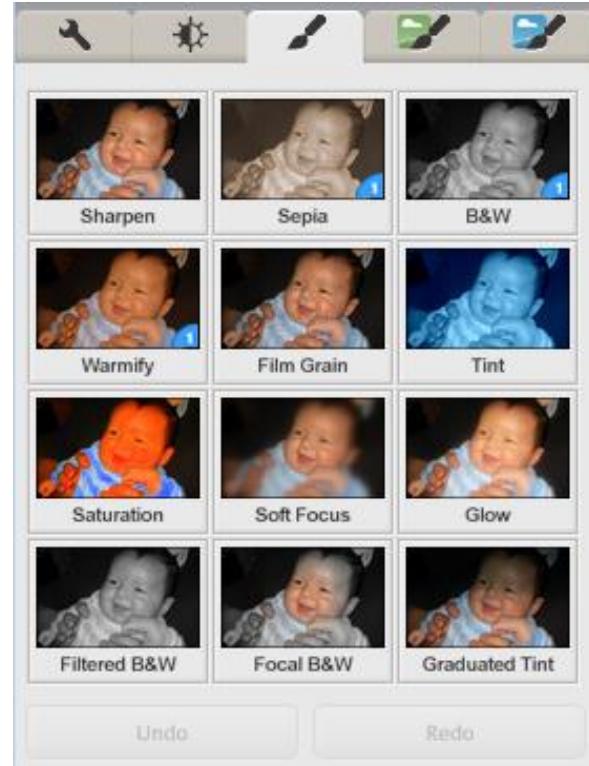 Sharpen Sepia B&W
1 1
Warmify Film Grain Tint
1
Saturation Soft Focus Glow
Filtered B&W Focal B&W Graduated Tint
Undo Redo